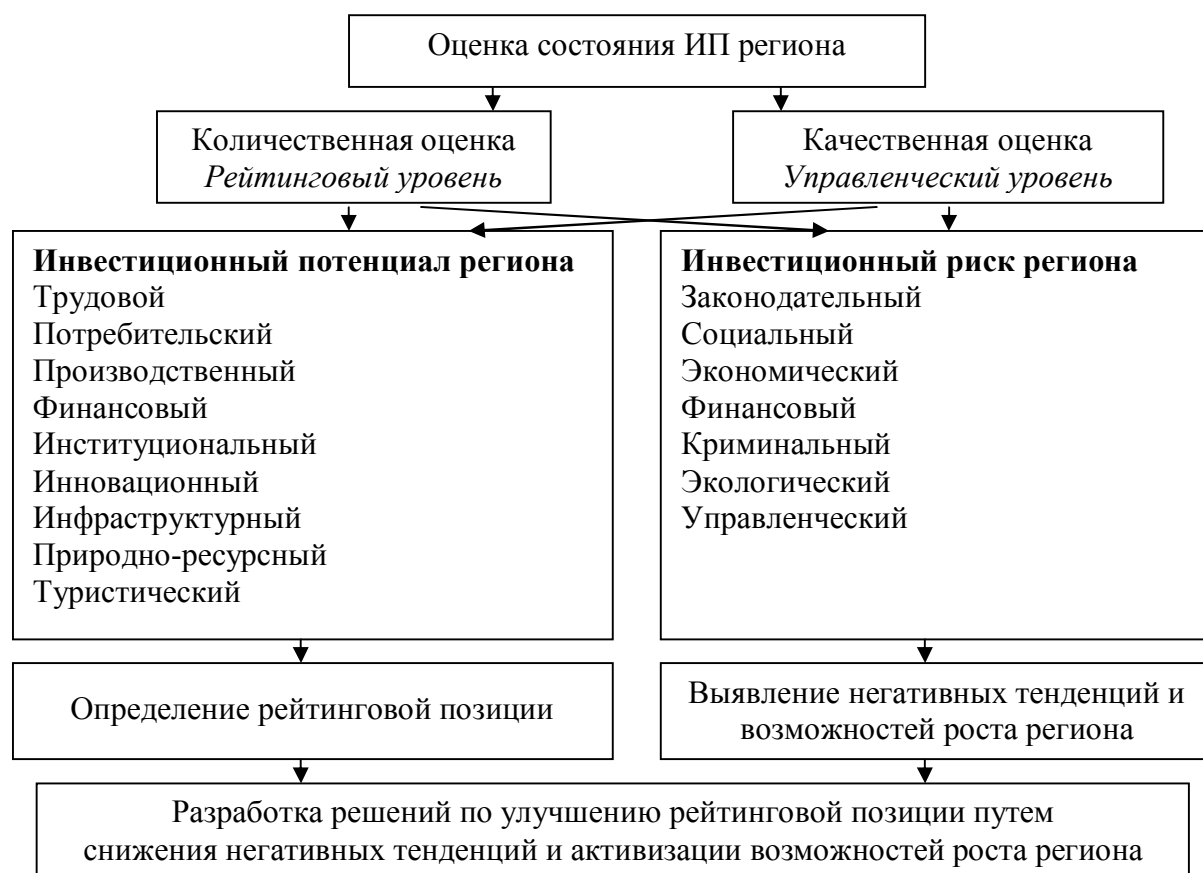 Оценка состояния ИП региона
Количественная оценка
Рейтинговый уровень
Качественная оценка
Управленческий уровень
Инвестиционный потенциал региона
Трудовой
Потребительский
Производственный
Финансовый
Институциональный
Инновационный
Инфраструктурный
Природно-ресурсный
Туристический
Инвестиционный риск региона
Законодательный
Социальный
Экономический
Финансовый
Криминальный
Экологический
Управленческий
Определение рейтинговой позиции
Выявление негативных тенденций и
возможностей роста региона
Разработка решений по улучшению рейтинговой позиции путем
снижения негативных тенденций и активизации возможностей роста региона